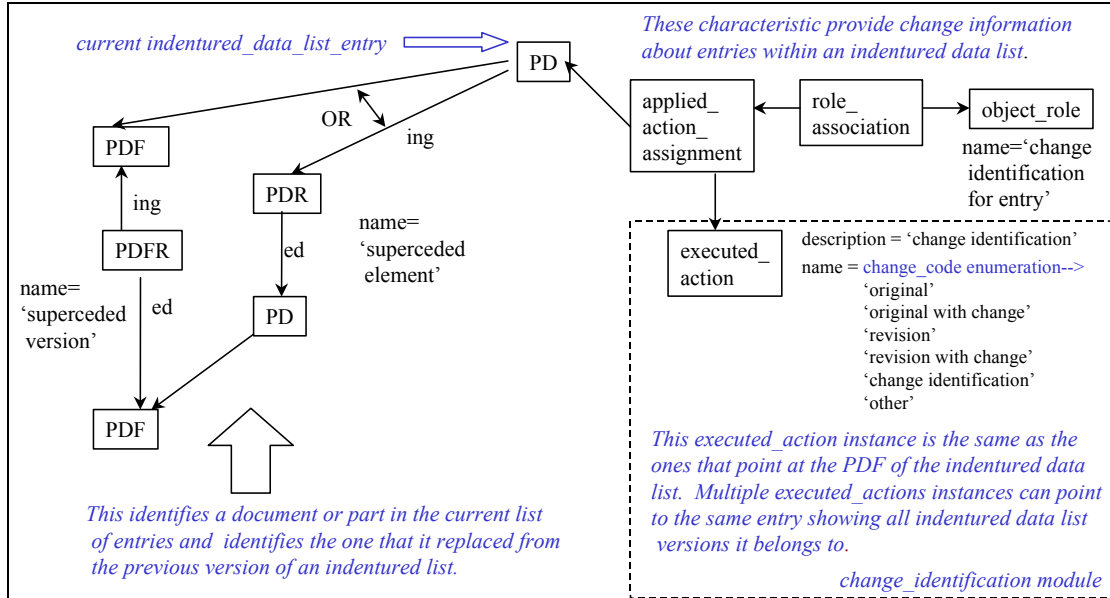 current indentured_data_list_entry
These characteristic provide change information
about entries within an indentured data list.
PD
applied_
action_
assignment
role_
association
object_role
name=‘change
identification
for entry’
OR
ing
PDF
ing
PDFR
name=
‘superceded
version’
ed
PDF
PDR
ed
name=
‘superceded
element’
PD
executed_
action
description = ‘change identification’
name = change_code enumeration-->
‘original’
‘original with change’
‘revision’
‘revision with change’
‘change identification’
‘other’
This executed_action instance is the same as the
ones that point at the PDF of the indentured data
list. Multiple executed_actions instances can point
to the same entry showing all indentured data list
versions it belongs to.
change_identification module
This identifies a document or part in the current list
of entries and identifies the one that it replaced from
the previous version of an indentured list.